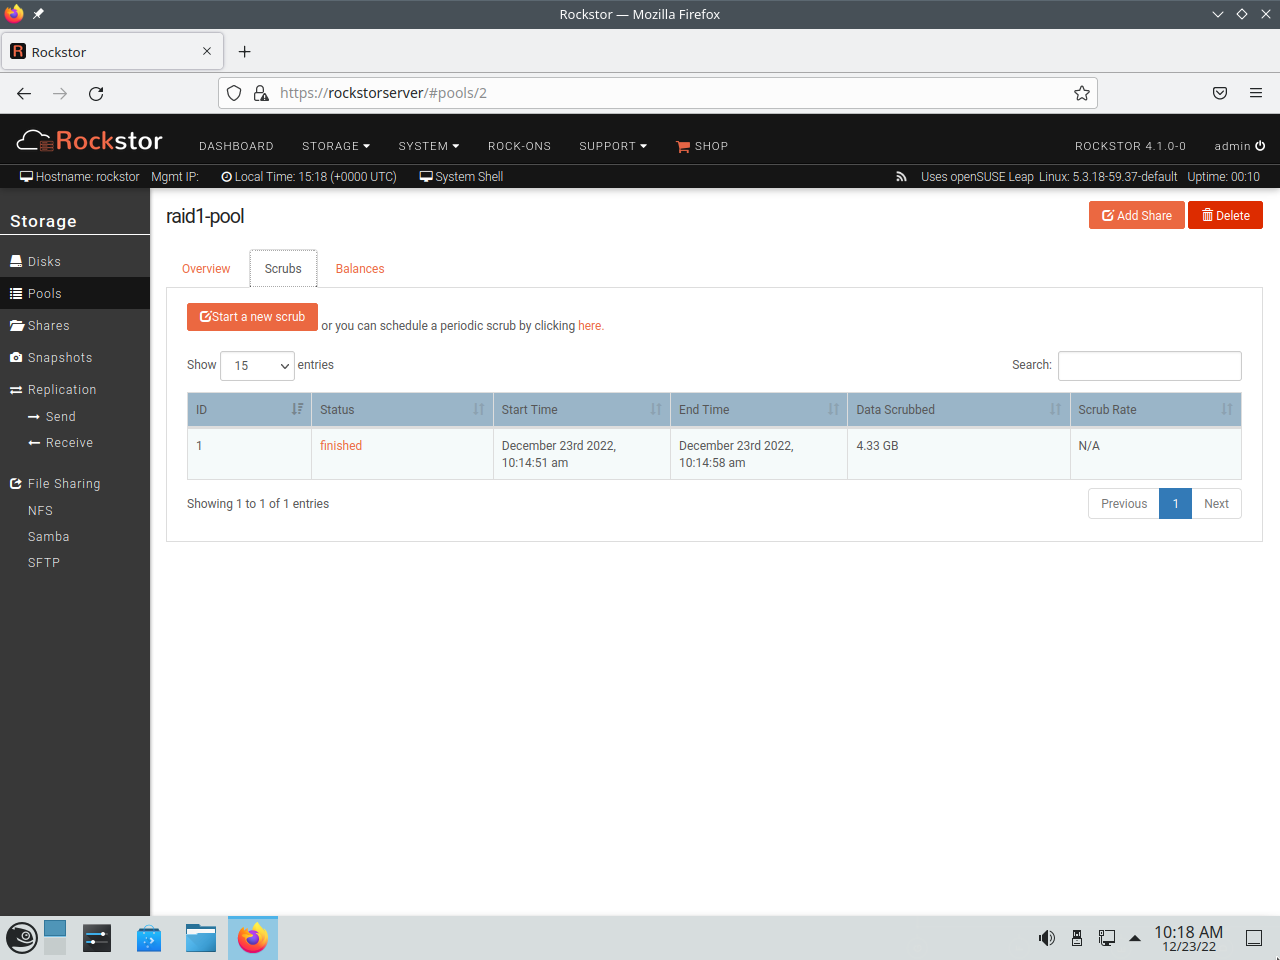 Rockstor — Mozilla Firefox
Rockstor
https://rockstorserver/#pools/2
Rockstor
DASHBOARD STORAGE SYSTEM ROCK-ONS SUPPORT SHOP ROCKSTOR 4.1.0-0 admin
Hostname: rockstor Mgmt IP: Local Time: 15:18 (+0000 UTC) System Shell Uses openSUSE Leap Linux: 5.3.18-59.37-default Uptime: 00:10
Storage
Disks
Pools
Shares
Snapshots
Replication
Send
Receive
File Sharing
NFS
Samba
SFTP
raid1-pool
Add Share Delete
Overview Scrubs Balances
Start a new scrub or you can schedule a periodic scrub by clicking here.
Show 15 entries Search:
ID Status Start Time End Time Data Scrubbed Scrub Rate
1 finished December 23rd 2022, December 23rd 2022, 4.33 GB N/A
10:14:51 am 10:14:58 am
Showing 1 to 1 of 1 entries Previous 1 Next
10:18 AM
12/23/22